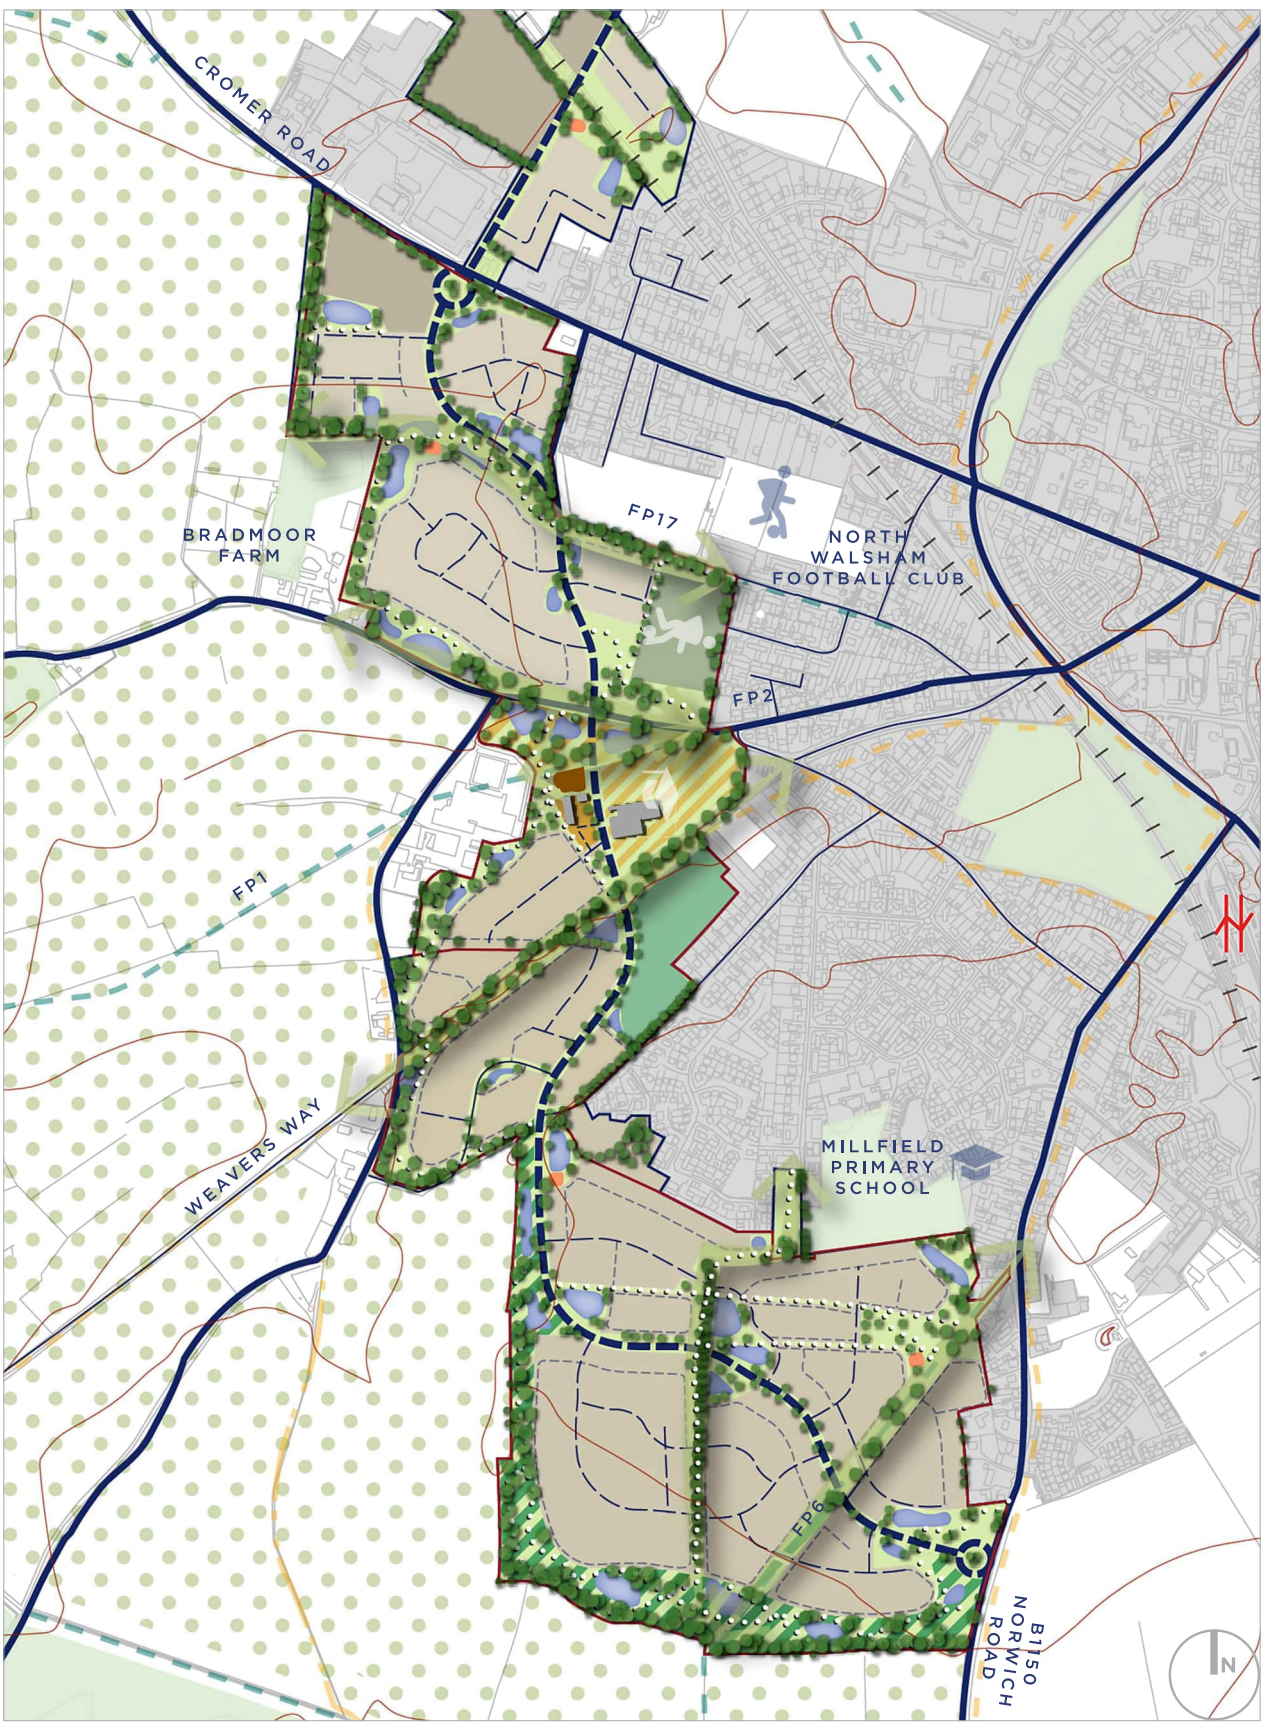 CROMER ROAD
FP17
BRADMOOR
FARM
NORTH
WALSHAM
FOOTBALL CLUB
FP2
FP1
WEAVERS WAY
MILLFIELD
PRIMARY
SCHOOL
FP6
B1150
NORWICH
ROAD
N